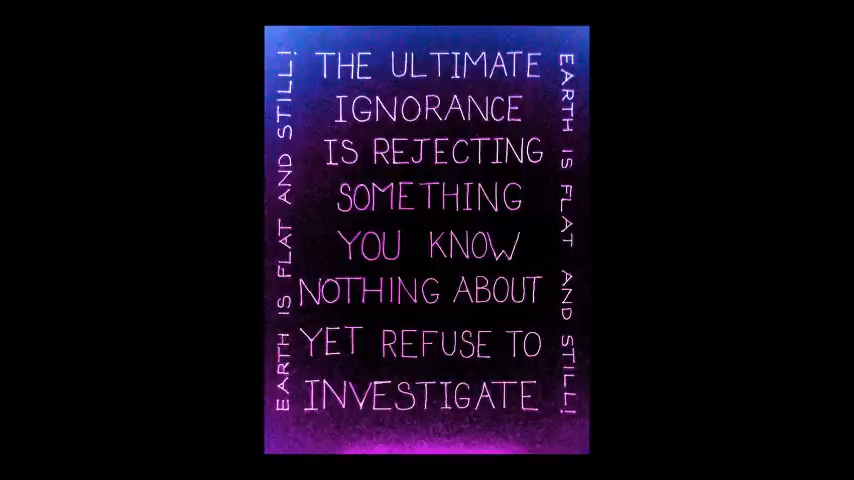 THE ULTIMATE
IGNORANCE
IS REJECTING
SOMETHING
YOU KNOW
NOTHING ABOUT
YET REFUSE TO
INVESTIGATE
EARTH IS FLAT AND STILL!
EARTH IS FLAT AND STILL!